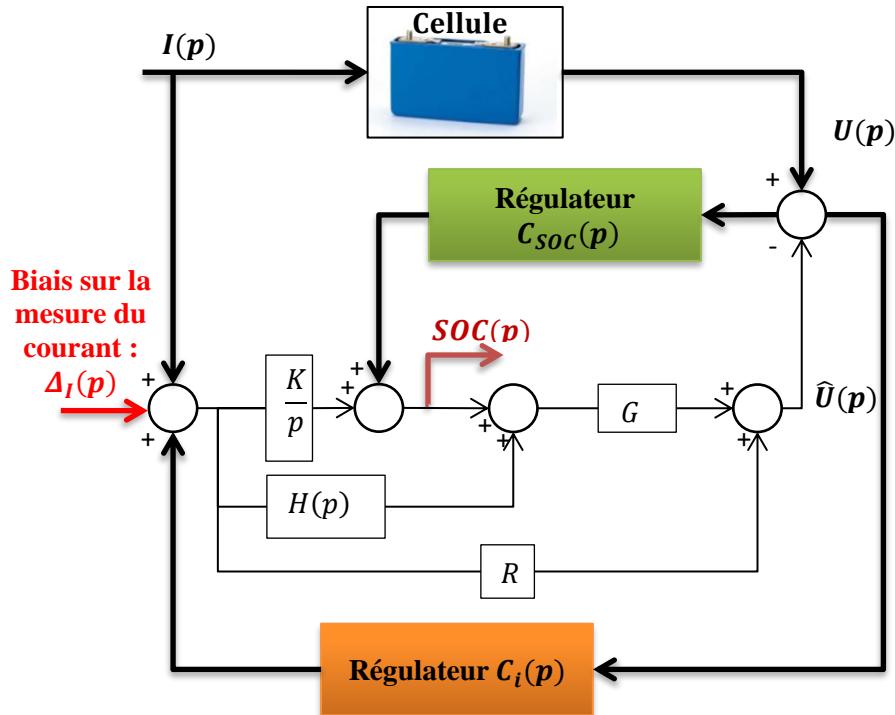 Cellule
I(p)
U(p)
+
Régulateur
C_SOC(p)
-
Biais sur la
mesure du
courant :
Δ_I(p)
SOC(p)
+
+
+
+
K
p
+
+
+
G
+
+
Û(p)
H(p)
R
Régulateur C_i(p)